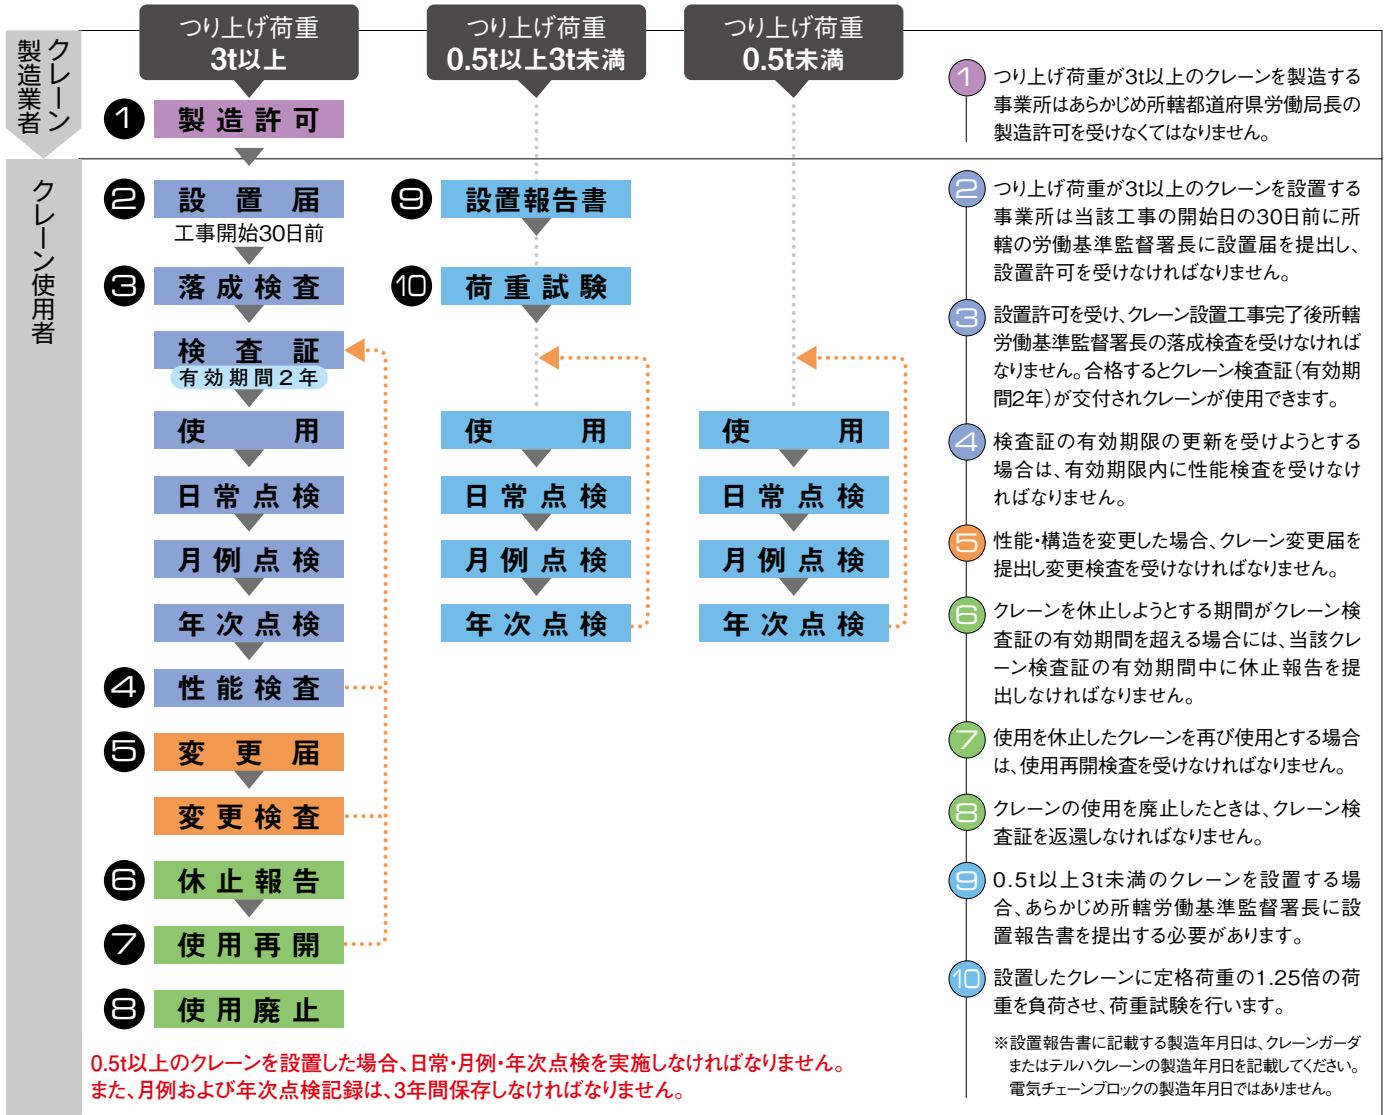 クレーン
製造業者
つり上げ荷重
3t以上
つり上げ荷重
0.5t以上3t未満
つり上げ荷重
0.5t未満
1 製造許可
クレーン使用者
2 設置届
工事開始30日前
3 落成検査
検査証
有効期間2年
使用
日常点検
月例点検
年次点検
4 性能検査
5 変更届
変更検査
6 休止報告
7 使用再開
8 使用廃止
9 設置報告書
10 荷重試験
使用
日常点検
月例点検
年次点検
使用
日常点検
月例点検
年次点検
0.5t以上のクレーンを設置した場合、日常・月例・年次点検を実施しなければなりません。
また、月例および年次点検記録は、3年間保存しなければなりません。
1 つり上げ荷重が3t以上のクレーンを製造する
事業所はあらかじめ所轄都道府県労働局長の
製造許可を受けなくてはなりません。
2 つり上げ荷重が3t以上のクレーンを設置する
事業所は当該工事の開始日の30日前に所
轄の労働基準監督署長に設置届を提出し、
設置許可を受けなければなりません。
3 設置許可を受け、クレーン設置工事完了後所轄
労働基準監督署長の落成検査を受けなければ
なりません。合格するとクレーン検査証(有効期
間2年)が交付されクレーンが使用できます。
4 検査証の有効期限の更新を受けようとする
場合は、有効期限内に性能検査を受けなけ
ればなりません。
5 性能・構造を変更した場合、クレーン変更届を
提出し変更検査を受けなければなりません。
6 クレーンを休止しようとする期間がクレーン検
査証の有効期間を超える場合には、当該クレ
ーン検査証の有効期間中に休止報告を提
出しなければなりません。
7 使用を休止したクレーンを再び使用とする場合
は、使用再開検査を受けなければなりません。
8 クレーンの使用を廃止したときは、クレーン検
査証を返還しなければなりません。
9 0.5t以上3t未満のクレーンを設置する場
合、あらかじめ所轄労働基準監督署長に設
置報告書を提出する必要があります。
10 設置したクレーンに定格荷重の1.25倍の荷
重を負荷させ、荷重試験を行います。
※設置報告書に記載する製造年月日は、クレーンガーダ
またはテルハクレーンの製造年月日を記載してください。
電気チェーンブロックの製造年月日ではありません。